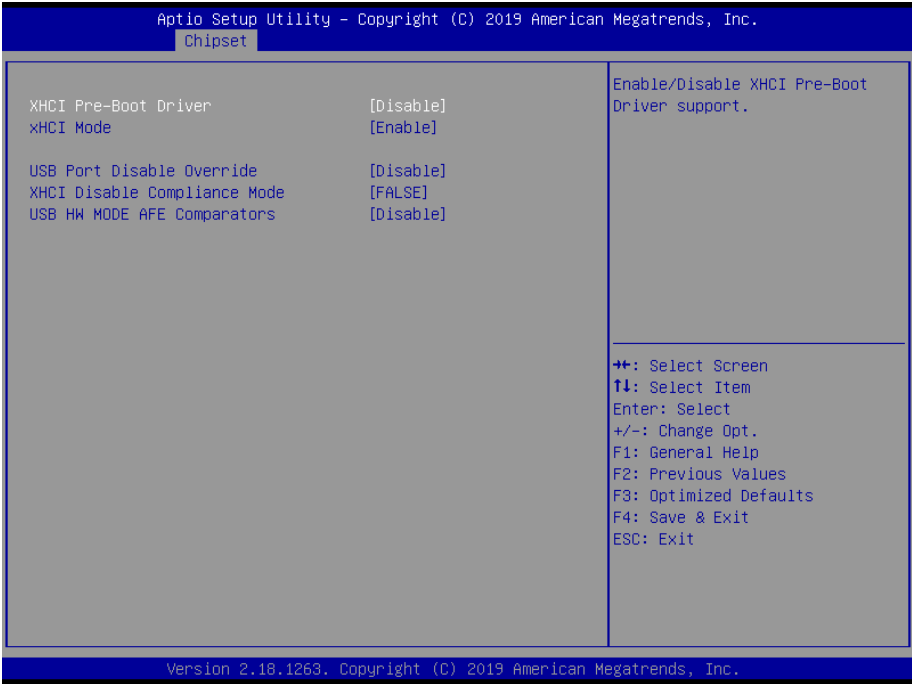 Aptio Setup Utility – Copyright (C) 2019 American Megatrends, Inc.
Chipset
XHCI Pre-Boot Driver [Disable]
xHCI Mode [Enable]
USB Port Disable Override [Disable]
XHCI Disable Compliance Mode [FALSE]
USB HW MODE AFE Comparators [Disable]
Enable/Disable XHCI Pre-Boot
Driver support.
→←: Select Screen
↑↓: Select Item
Enter: Select
+/-: Change Opt.
F1: General Help
F2: Previous Values
F3: Optimized Defaults
F4: Save & Exit
ESC: Exit
Version 2.18.1263. Copyright (C) 2019 American Megatrends, Inc.